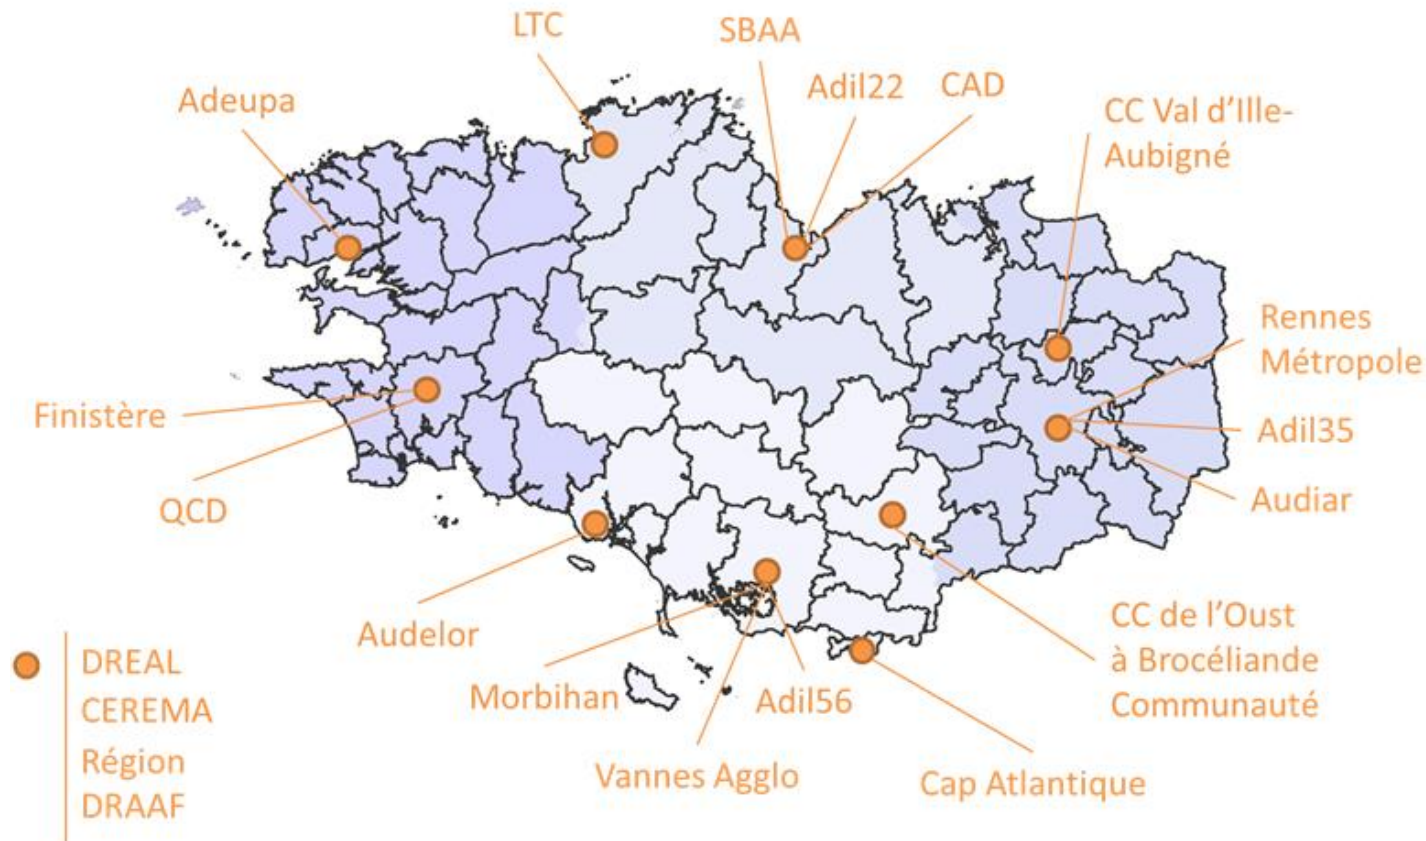 LTC
SBAA
Adil22
CAD
Adeupa
CC Val d’Ille-
Aubigné
Rennes
Métropole
Finistère
Adil35
QCD
Audiar
Audelor
CC de l’Oust
à Brocéliande
Communauté
Morbihan
Adil56
Vannes Agglo
Cap Atlantique
DREAL
CEREMA
Région
DRAAF